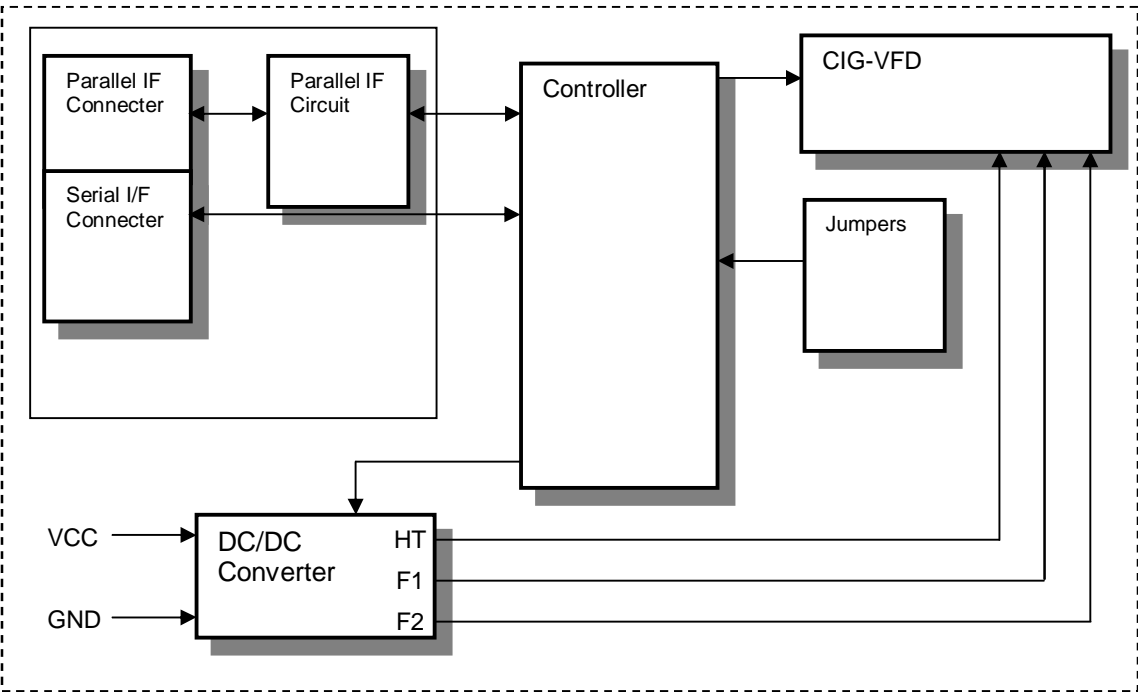 Parallel IF
Connecter
Parallel IF
Circuit
Controller
CIG-VFD
Serial I/F
Connecter
Jumpers
VCC
GND
DC/DC
Converter
HT
F1
F2